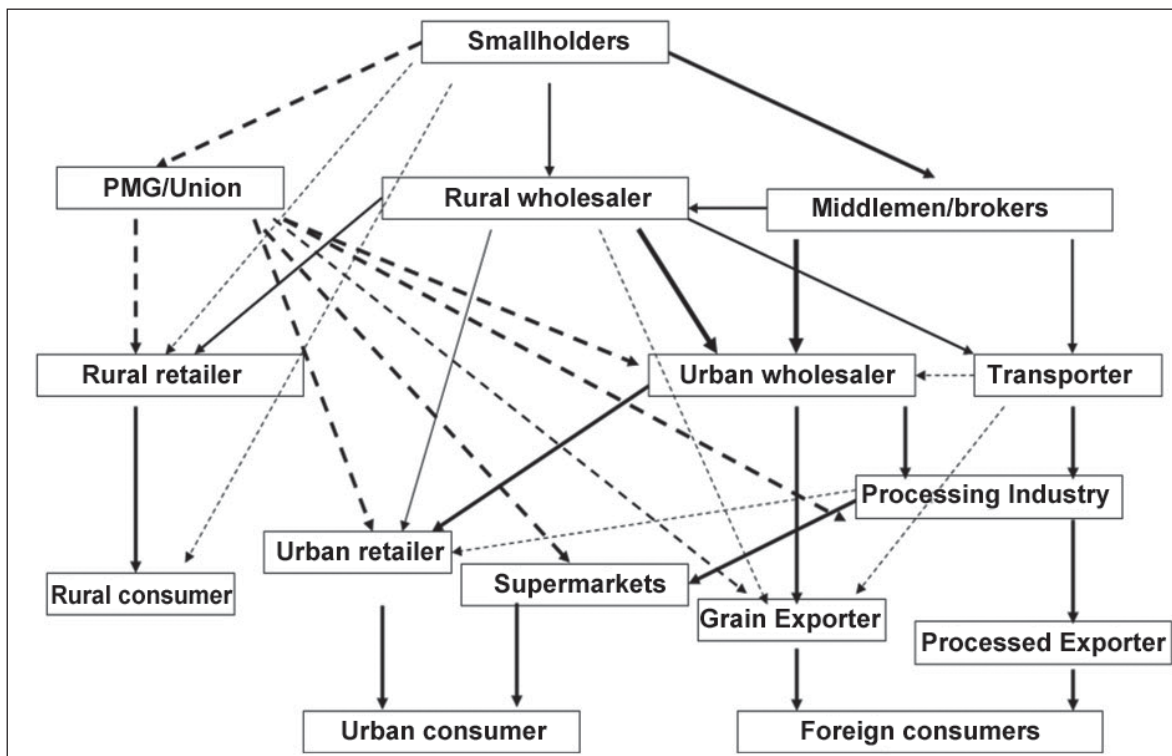 Smallholders
PMG/Union
Rural wholesaler
Middlemen/brokers
Rural retailer
Urban wholesaler
Transporter
Processing Industry
Urban retailer
Supermarkets
Rural consumer
Grain Exporter
Processed Exporter
Urban consumer
Foreign consumers